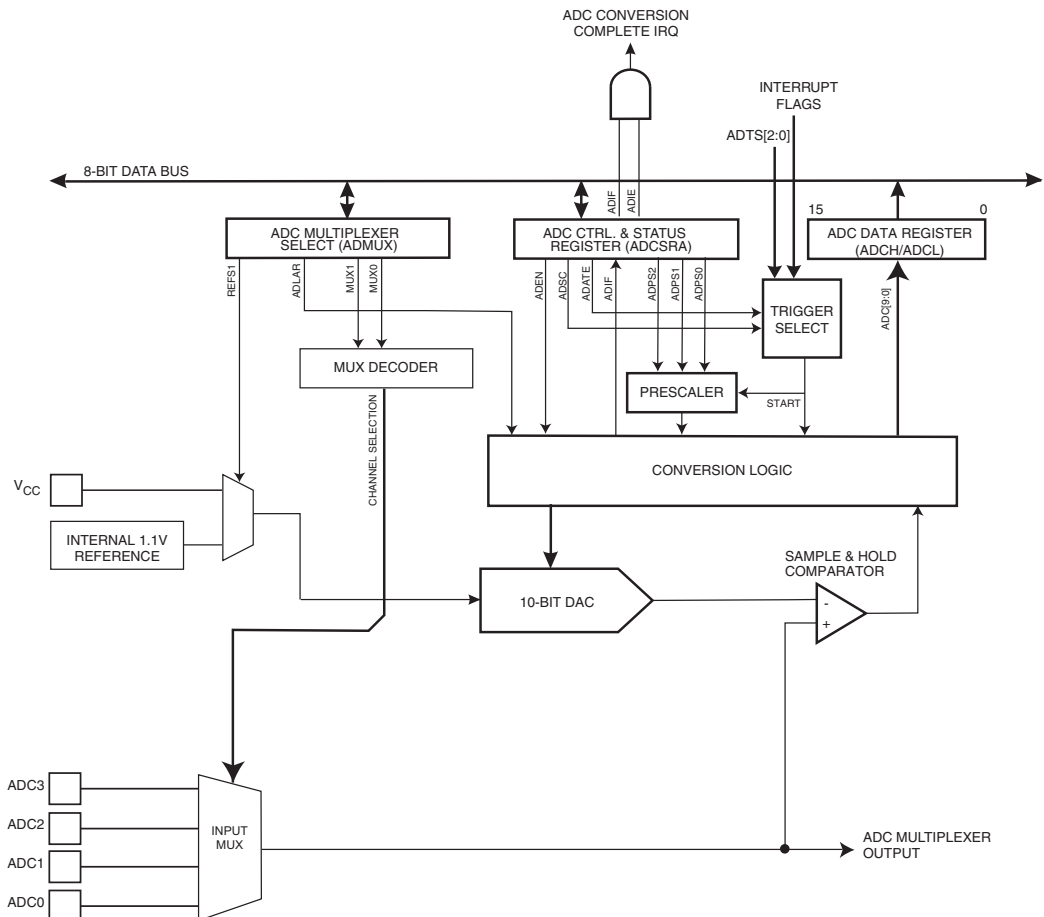 ADC CONVERSION
COMPLETE IRQ
INTERRUPT
FLAGS
ADTS[2:0]
8-BIT DATA BUS
ADIF
ADIE
15
0
ADC MULTIPLEXER
SELECT (ADMUX)
ADC CTRL. & STATUS
REGISTER (ADCSRA)
ADC DATA REGISTER
(ADCH/ADCL)
REFS1
ADLAR
MUX1
MUX0
ADEN
ADSC
ADATE
ADIF
ADPS2
ADPS1
ADPS0
ADC[9:0]
TRIGGER
SELECT
MUX DECODER
PRESCALER
START
CHANNEL SELECTION
CONVERSION LOGIC
VCC
INTERNAL 1.1V
REFERENCE
SAMPLE & HOLD
COMPARATOR
10-BIT DAC
-
+
ADC3
ADC2
ADC1
ADC0
INPUT
MUX
ADC MULTIPLEXER
OUTPUT